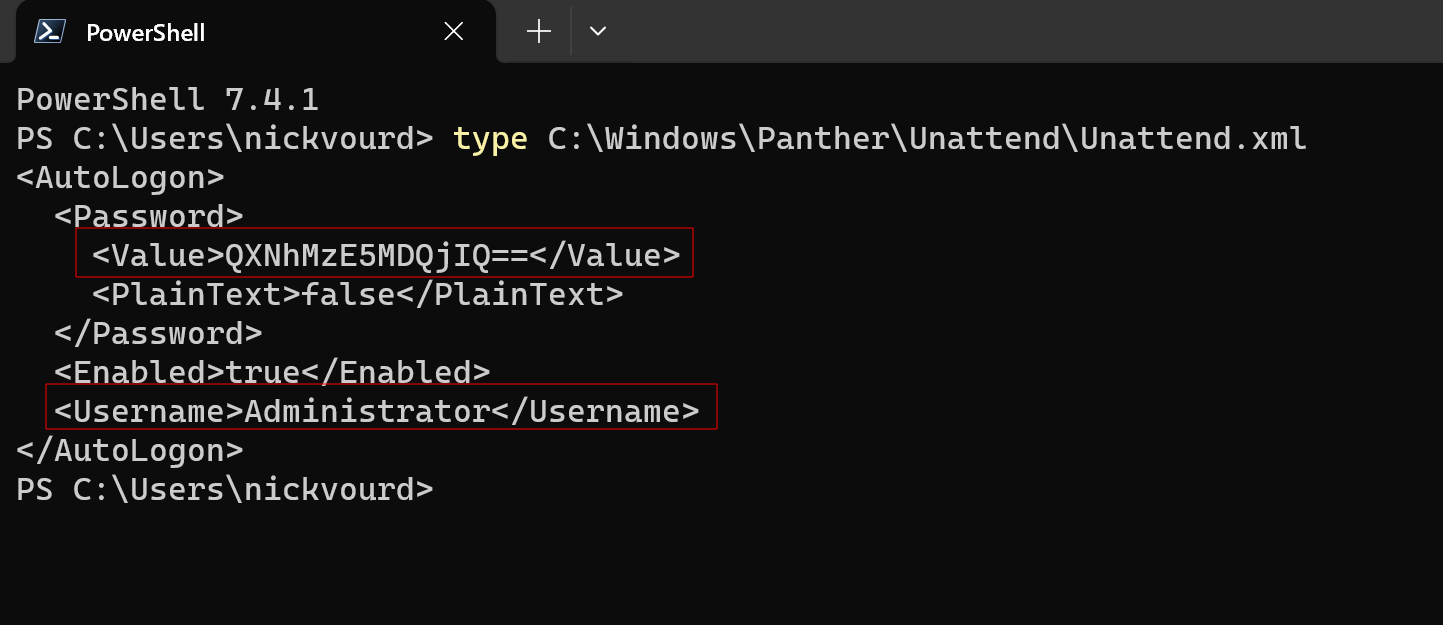 PowerShell
PowerShell 7.4.1
PS C:\Users\nickvourd> type C:\Windows\Panther\Unattend\Unattend.xml
<AutoLogon>
  <Password>
    <Value>QXNhMzE5MDQjIQ==</Value>
    <PlainText>false</PlainText>
  </Password>
  <Enabled>true</Enabled>
  <Username>Administrator</Username>
</AutoLogon>
PS C:\Users\nickvourd>